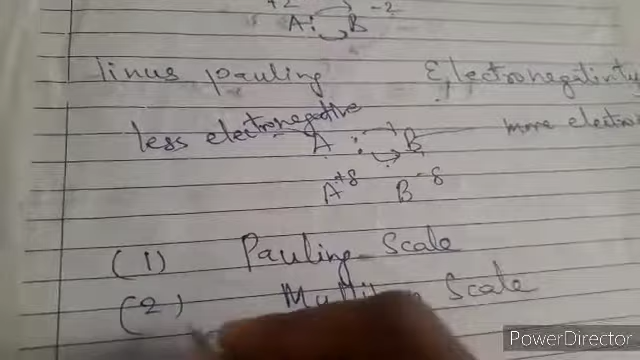 +2 -2
A: B
linus pauling Electronegativity
less electronegative A : B more electro
A+δ B-δ
(1) Pauling Scale
(2) Scale
PowerDirector